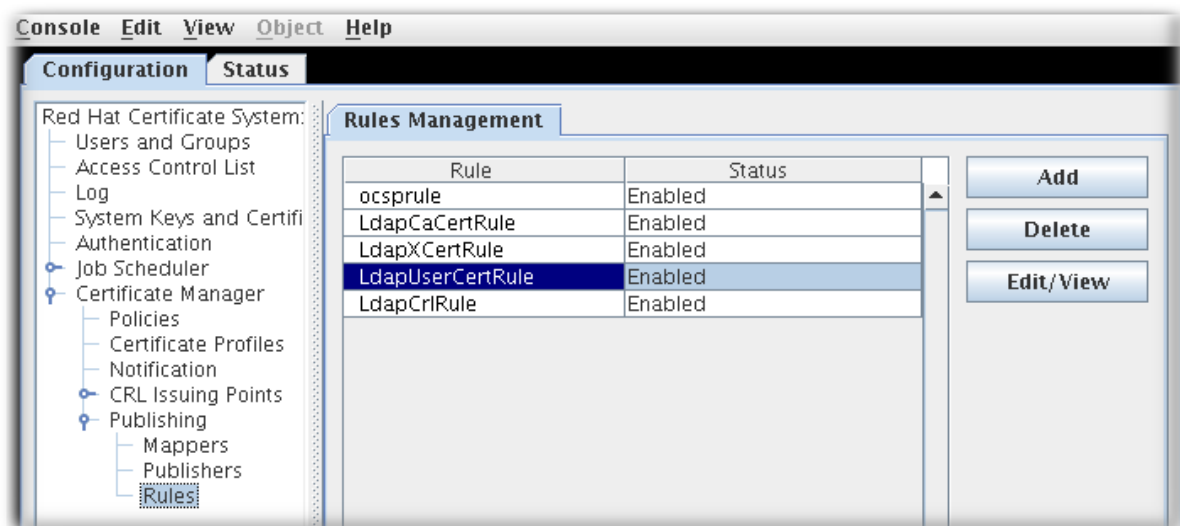 Console Edit View Object Help
Configuration Status
Red Hat Certificate System:
Users and Groups
Access Control List
Log
System Keys and Certifi
Authentication
Job Scheduler
Certificate Manager
Policies
Certificate Profiles
Notification
CRL Issuing Points
Publishing
Mappers
Publishers
Rules
Rules Management
Rule Status
ocsprule Enabled
LdapCaCertRule Enabled
LdapXCertRule Enabled
LdapUserCertRule Enabled
LdapCrlRule Enabled
Add
Delete
Edit/View